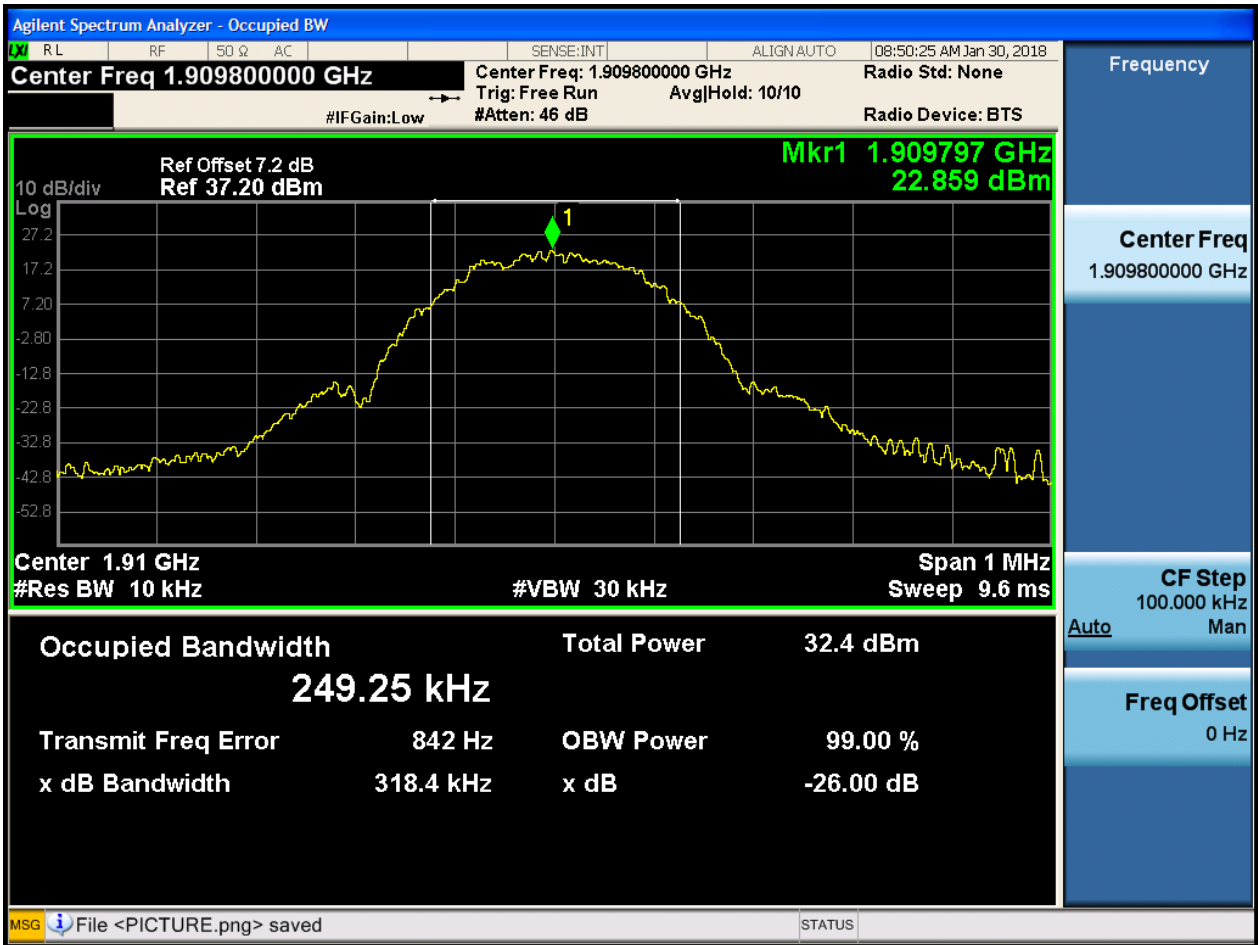 Agilent Spectrum Analyzer - Occupied BW
LXI RL RF 50 Ω AC SENSE:INT ALIGN AUTO 08:50:25 AM Jan 30, 2018
Center Freq 1.909800000 GHz
Center Freq: 1.909800000 GHz
Radio Std: None
Trig: Free Run Avg|Hold: 10/10
#IFGain:Low
#Atten: 46 dB
Radio Device: BTS
Frequency
Mkr1 1.909797 GHz
22.859 dBm
Ref Offset 7.2 dB
10 dB/div Ref 37.20 dBm
Log
27.2
17.2
7.20
-2.80
-12.8
-22.8
-32.8
-42.8
-52.8
1
Center 1.91 GHz
Span 1 MHz
#Res BW 10 kHz
#VBW 30 kHz
Sweep 9.6 ms
Occupied Bandwidth
Total Power 32.4 dBm
249.25 kHz
Transmit Freq Error 842 Hz
OBW Power 99.00 %
x dB Bandwidth 318.4 kHz
x dB -26.00 dB
Center Freq
1.909800000 GHz
CF Step
100.000 kHz
Auto Man
Freq Offset
0 Hz
MSG File <PICTURE.png> saved
STATUS